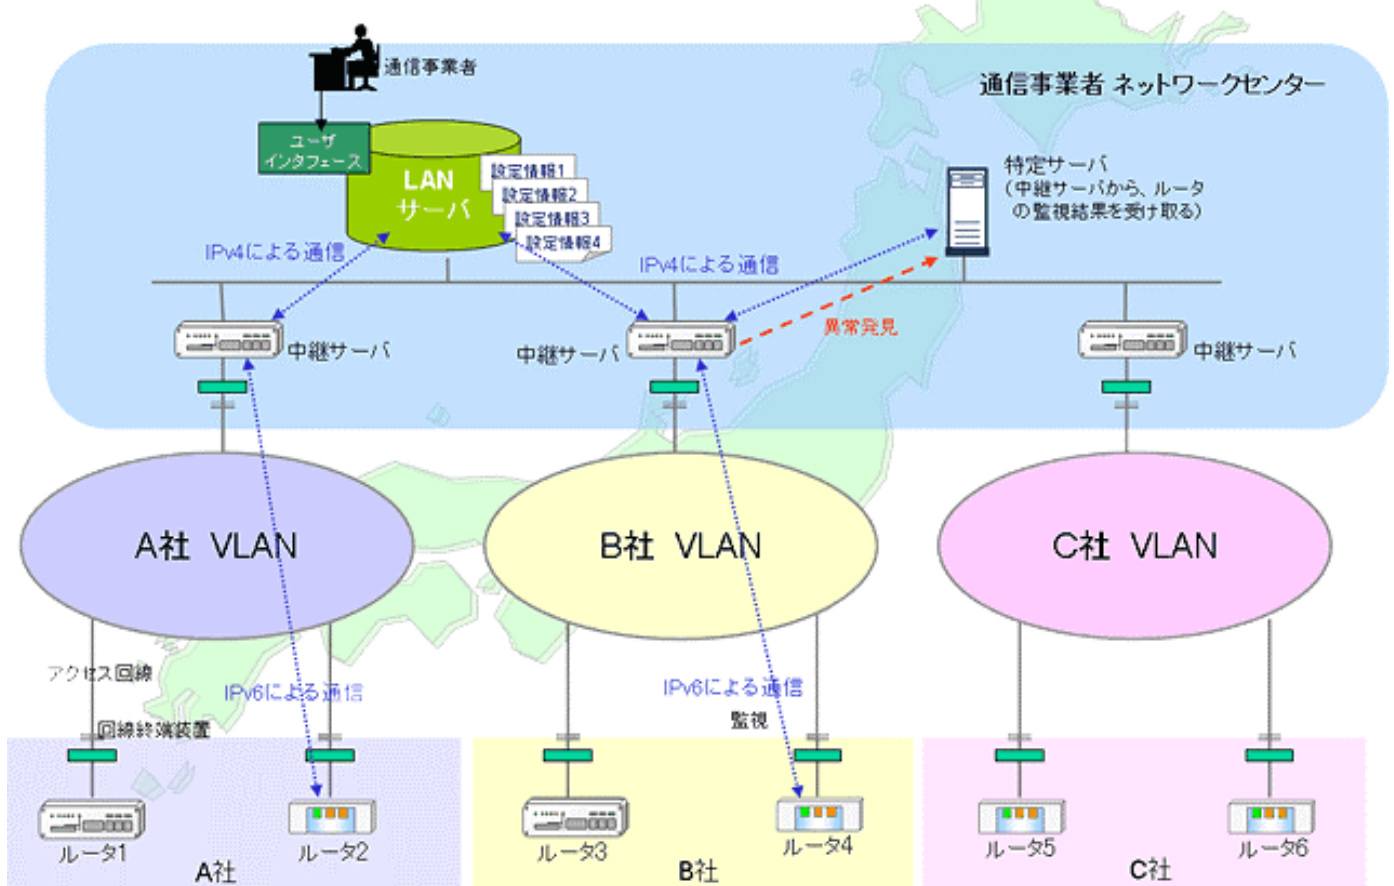 通信事業者
通信事業者 ネットワークセンター
ユーザ
インタフェース
LAN
サーバ
設定情報1
設定情報2
設定情報3
設定情報4
特定サーバ
(中継サーバから、ルータ
の監視結果を受け取る)
IPv4による通信
IPv4による通信
異常発見
中継サーバ
中継サーバ
中継サーバ
A社 VLAN
B社 VLAN
C社 VLAN
アクセス回線
IPv6による通信
IPv6による通信
回線終端装置
監視
ルータ1
ルータ2
ルータ3
ルータ4
ルータ5
ルータ6
A社
B社
C社